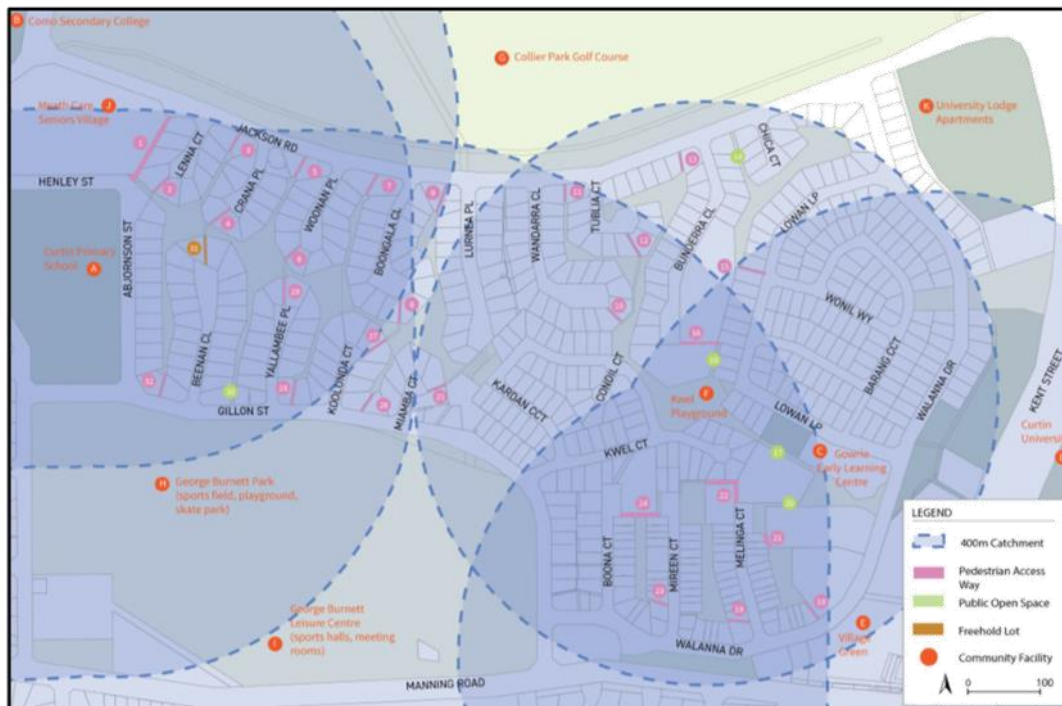 B Como Secondary College
G Collier Park Golf Course
Meath Care
Seniors Village
J
K University Lodge
Apartments
JACKSON RD
LENNA CT
CHICA CT
HENLEY ST
CRANA PL
WOONAN PL
BOONGALA CL
LURNEA PL
WANDARRA CL
TUBLIA CT
BUNDERRA CL
LOWAN LP
Curtin Primary
School
A
ABJORNSON ST
WONIL WY
BEENAN CL
YALLAMBEE PL
KOOLUNDA CT
MIAMBA CT
KARDAN CCT
CONDIL CT
BARANG CCT
WALANNA DR
KENT STREET
GILLON ST
F
Kwel
Playground
LOWAN LP
KWEL CT
C
Gowrie
Early Learning
Centre
Curtin
Universit
H George Burnett Park
(sports field, playground,
skate park)
BOONA CT
MIREEN CT
MELINGA CT
I
George Burnett
Leisure Centre
(sports halls, meeting
rooms)
E
Village
Green
WALANNA DR
MANNING ROAD
LEGEND
400m Catchment
Pedestrian Access
Way
Public Open Space
Freehold Lot
Community Facility
0 100